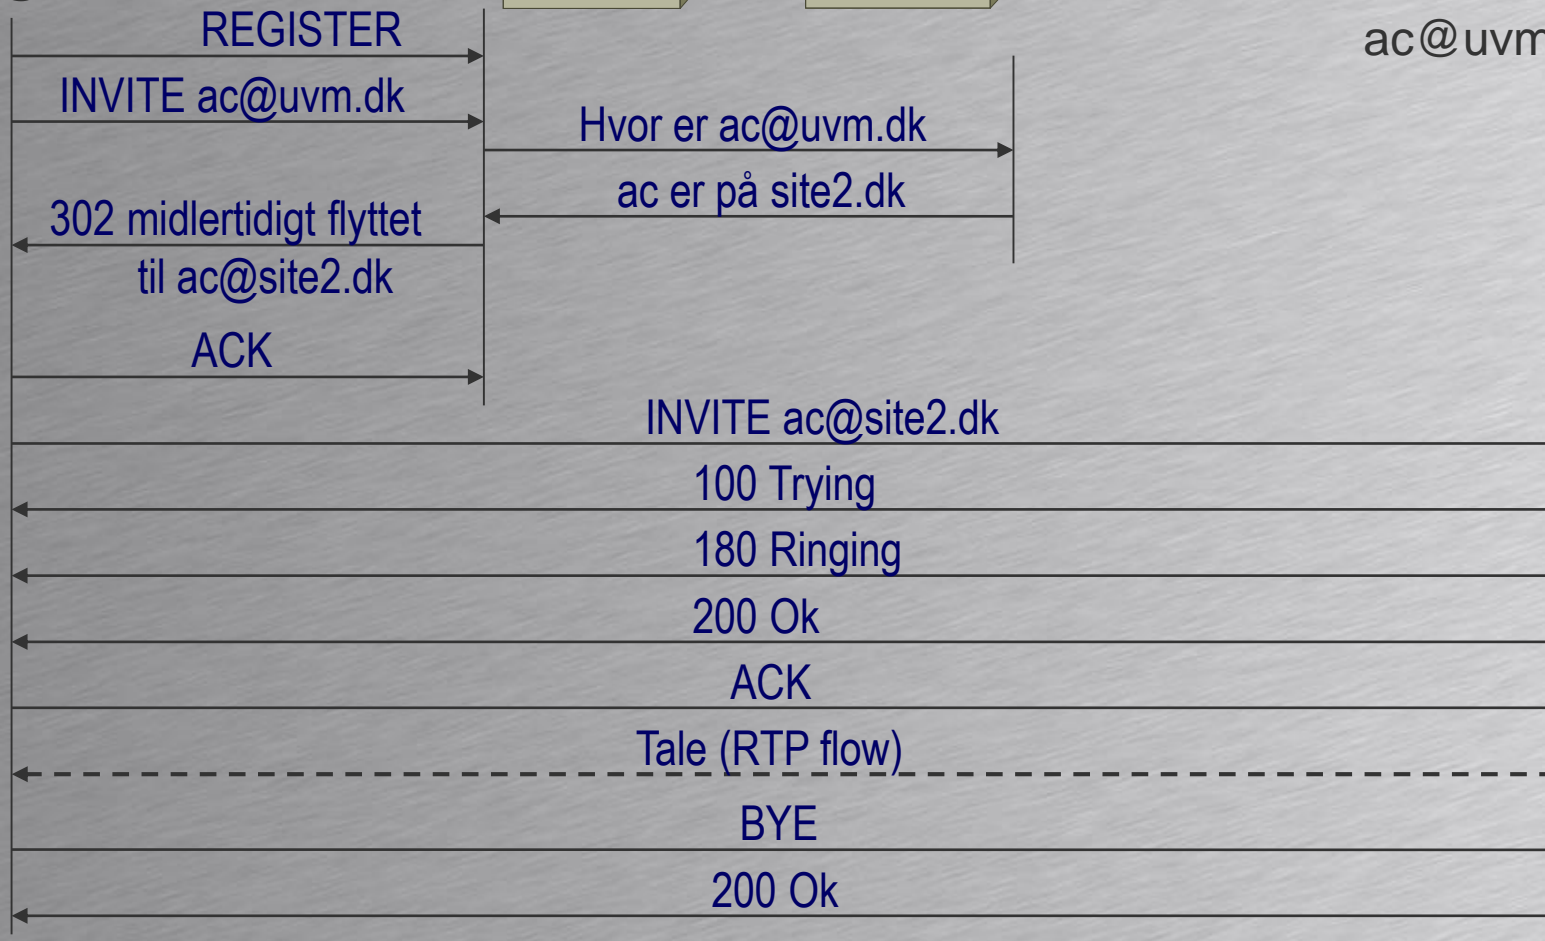 REGISTER
ac@uvm
INVITE ac@uvm.dk
Hvor er ac@uvm.dk
ac er på site2.dk
302 midlertidigt flyttet
til ac@site2.dk
ACK
INVITE ac@site2.dk
100 Trying
180 Ringing
200 Ok
ACK
Tale (RTP flow)
BYE
200 Ok